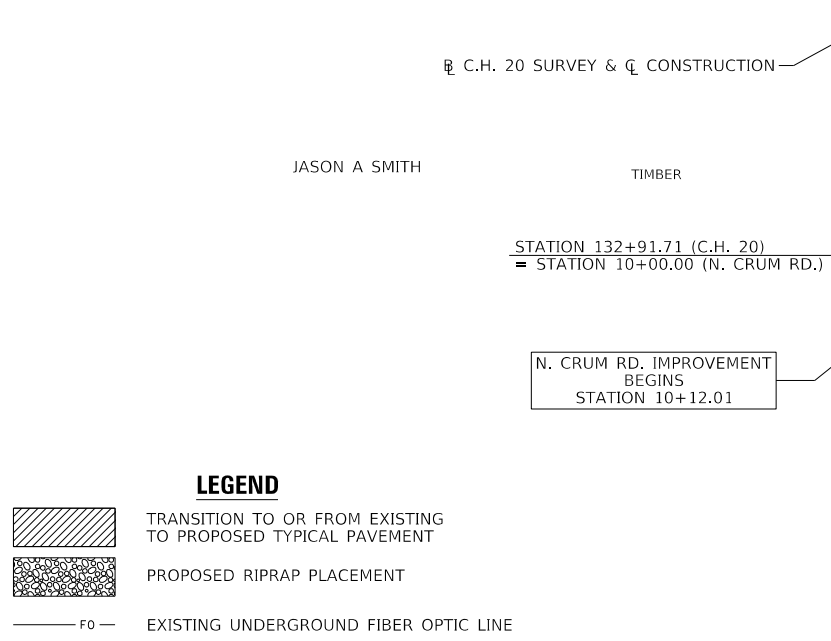 ℄ C.H. 20 SURVEY & ℄ CONSTRUCTION
JASON A SMITH
TIMBER
STATION 132+91.71 (C.H. 20)
= STATION 10+00.00 (N. CRUM RD.)
N. CRUM RD. IMPROVEMENT
BEGINS
STATION 10+12.01
LEGEND
TRANSITION TO OR FROM EXISTING
TO PROPOSED TYPICAL PAVEMENT
PROPOSED RIPRAP PLACEMENT
FO
EXISTING UNDERGROUND FIBER OPTIC LINE